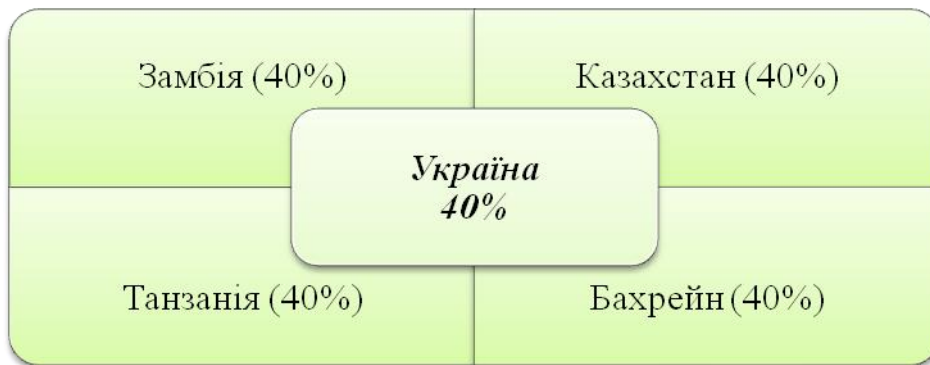 Замбія (40%)
Казахстан (40%)
Україна
40%
Танзанія (40%)
Бахрейн (40%)